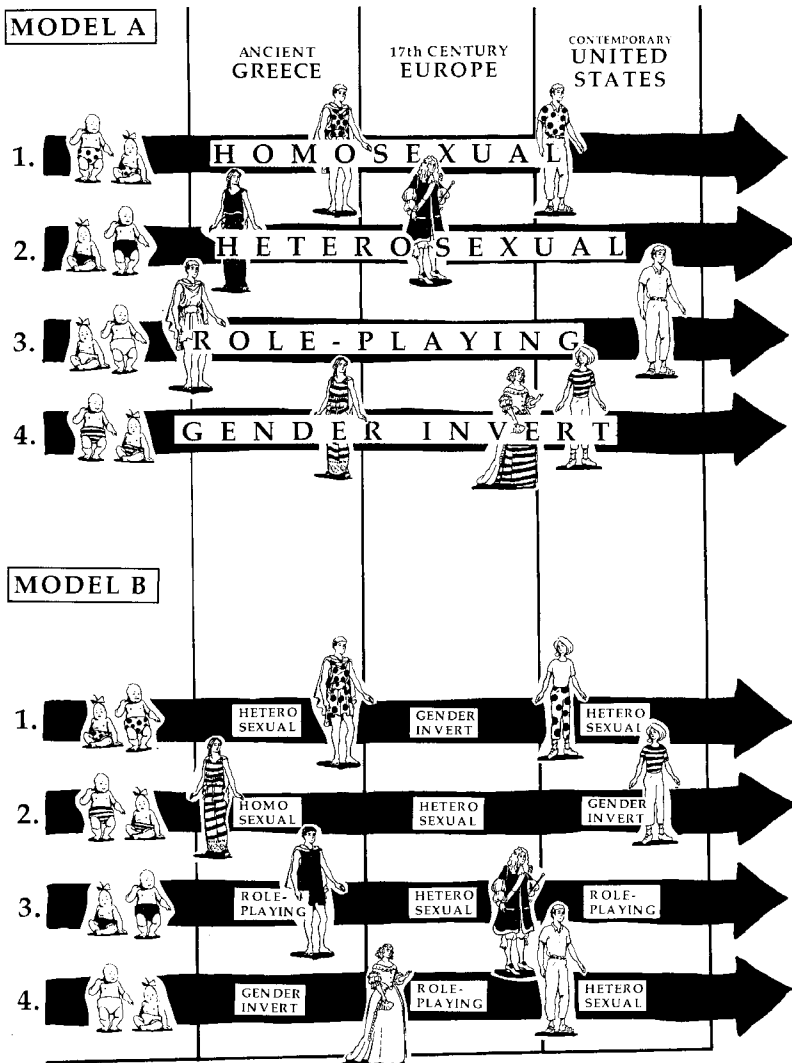 MODEL A
ANCIENT
GREECE
17th CENTURY
EUROPE
CONTEMPORARY
UNITED
STATES
1. HOMOSEXUAL
2. HETEROSEXUAL
3. ROLE-PLAYING
4. GENDER INVERT
MODEL B
1.
HETERO
SEXUAL
GENDER
INVERT
HETERO
SEXUAL
2.
HOMO
SEXUAL
HETERO
SEXUAL
GENDER
INVERT
3.
ROLE-
PLAYING
HETERO
SEXUAL
ROLE-
PLAYING
4.
GENDER
INVERT
ROLE-
PLAYING
HETERO
SEXUAL